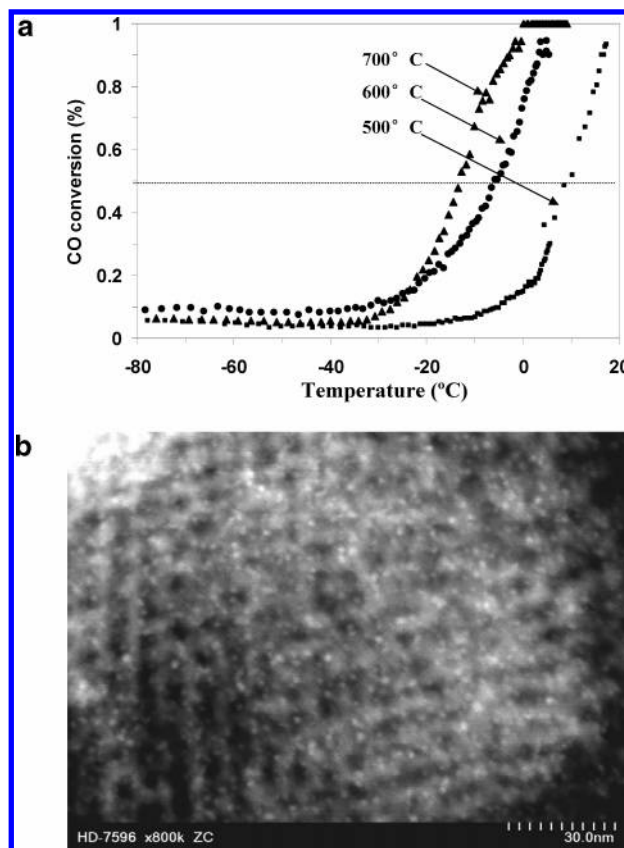 a
CO conversion (%)
1
0.8
0.6
0.4
0.2
0
700° C
600° C
500° C
-80 -60 -40 -20 0 20
Temperature (ºC)
b
HD-7596 x800k ZC 30.0nm